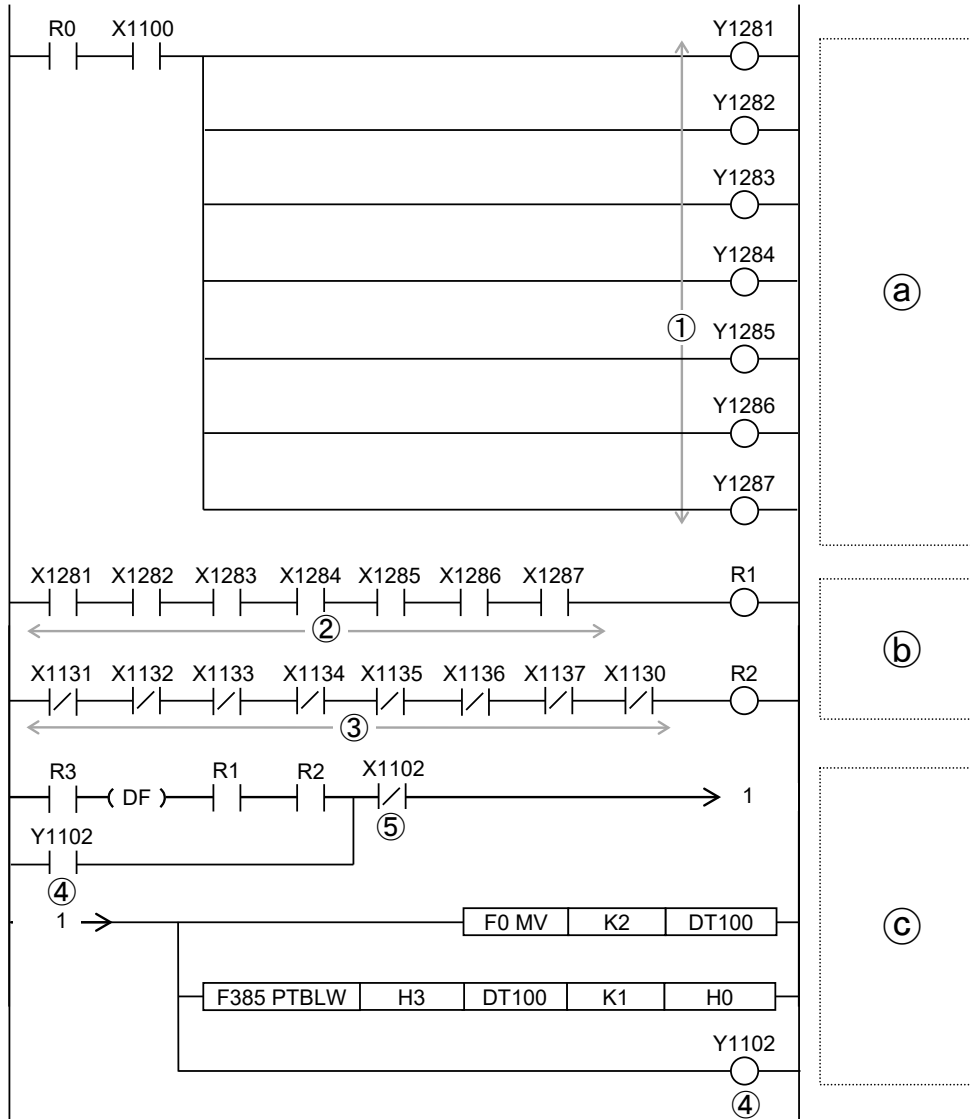 R0 X1100 Y1281
Y1282
Y1283
Y1284
ⓐ
① Y1285
Y1286
Y1287
X1281 X1282 X1283 X1284 X1285 X1286 X1287 R1
②
ⓑ
X1131 X1132 X1133 X1134 X1135 X1136 X1137 X1130 R2
③
R3 R1 R2 X1102
( DF ) 1
⑤
Y1102
④
1 F0 MV K2 DT100
ⓒ
F385 PTBLW H3 DT100 K1 H0
Y1102
④